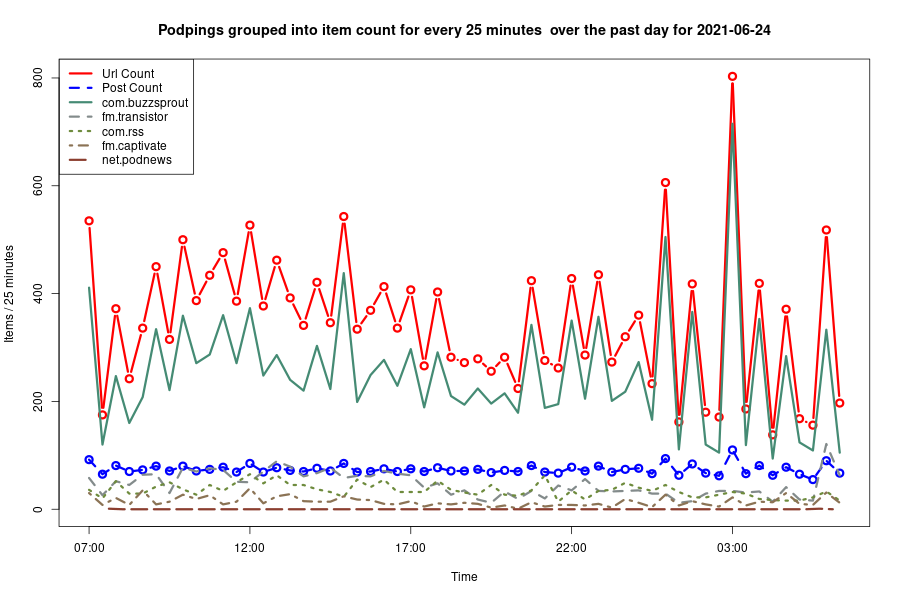 Podpings grouped into item count for every 25 minutes  over the past day for 2021-06-24
Url Count
Post Count
com.buzzsprout
fm.transistor
com.rss
fm.captivate
net.podnews
Items / 25 minutes
800
600
400
200
0
07:00 12:00 17:00 22:00 03:00
Time